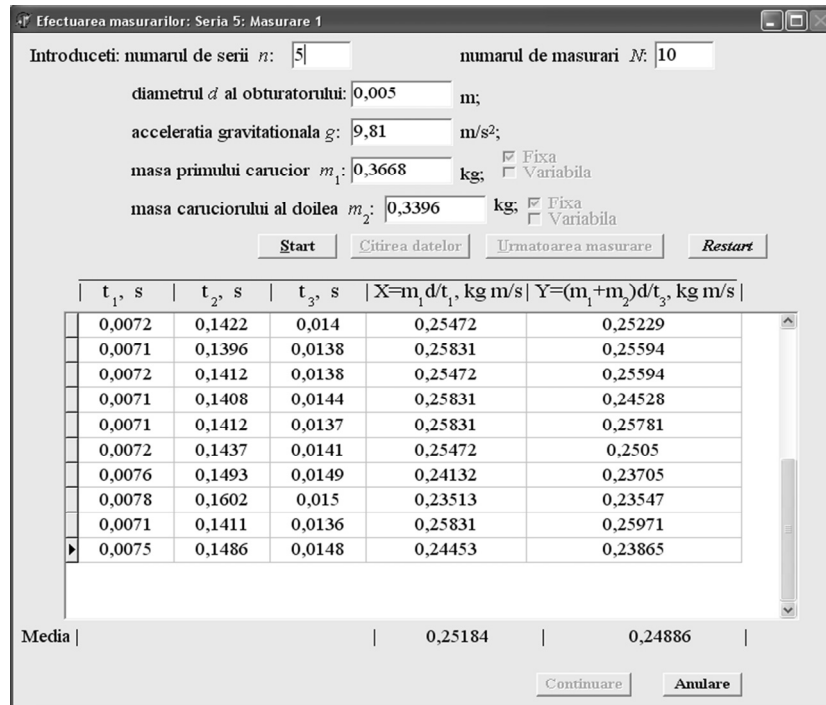 Efectuarea masurarilor: Seria 5: Masurare 1
Introduceti: numarul de serii n: 5 numarul de masurari N: 10
diametrul d al obturatorului: 0,005 m;
acceleratia gravitationala g: 9,81 m/s²;
masa primului carucior m₁: 0,3668 kg; Fixa
Variabila
masa caruciorului al doilea m₂: 0,3396 kg; Fixa
Variabila
Start Citirea datelor Urmatoarea masurare Restart
| t₁, s | t₂, s | t₃, s | X=m₁d/t₁, kg m/s | Y=(m₁+m₂)d/t₃, kg m/s |
0,0072 0,1422 0,014 0,25472 0,25229
0,0071 0,1396 0,0138 0,25831 0,25594
0,0072 0,1412 0,0138 0,25472 0,25594
0,0071 0,1408 0,0144 0,25831 0,24528
0,0071 0,1412 0,0137 0,25831 0,25781
0,0072 0,1437 0,0141 0,25472 0,2505
0,0076 0,1493 0,0149 0,24132 0,23705
0,0078 0,1602 0,015 0,23513 0,23547
0,0071 0,1411 0,0136 0,25831 0,25971
0,0075 0,1486 0,0148 0,24453 0,23865
Media | | 0,25184 | 0,24886 |
Continuare Anulare